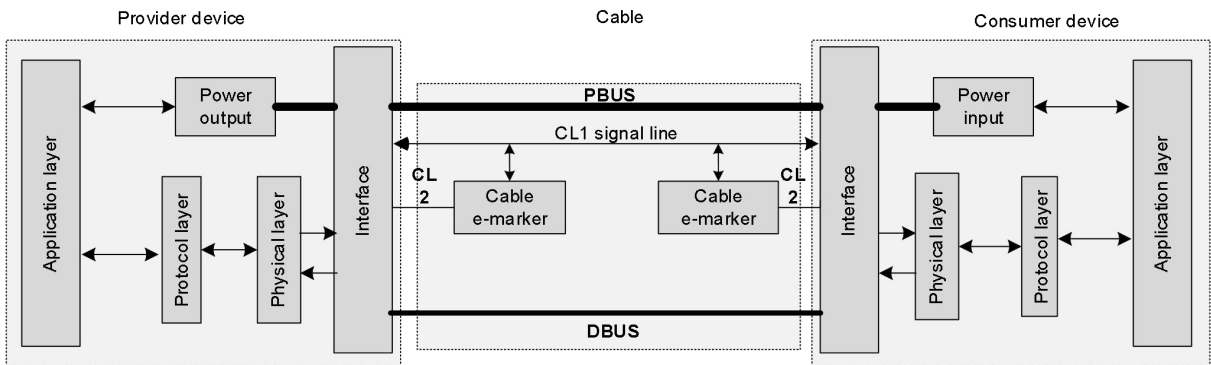 Provider device
Cable
Consumer device
Application layer
Power
output
Protocol layer
Physical layer
Interface
PBUS
CL1 signal line
CL
2
Cable
e-marker
Cable
e-marker
CL
2
DBUS
Interface
Power
input
Physical layer
Protocol layer
Application layer